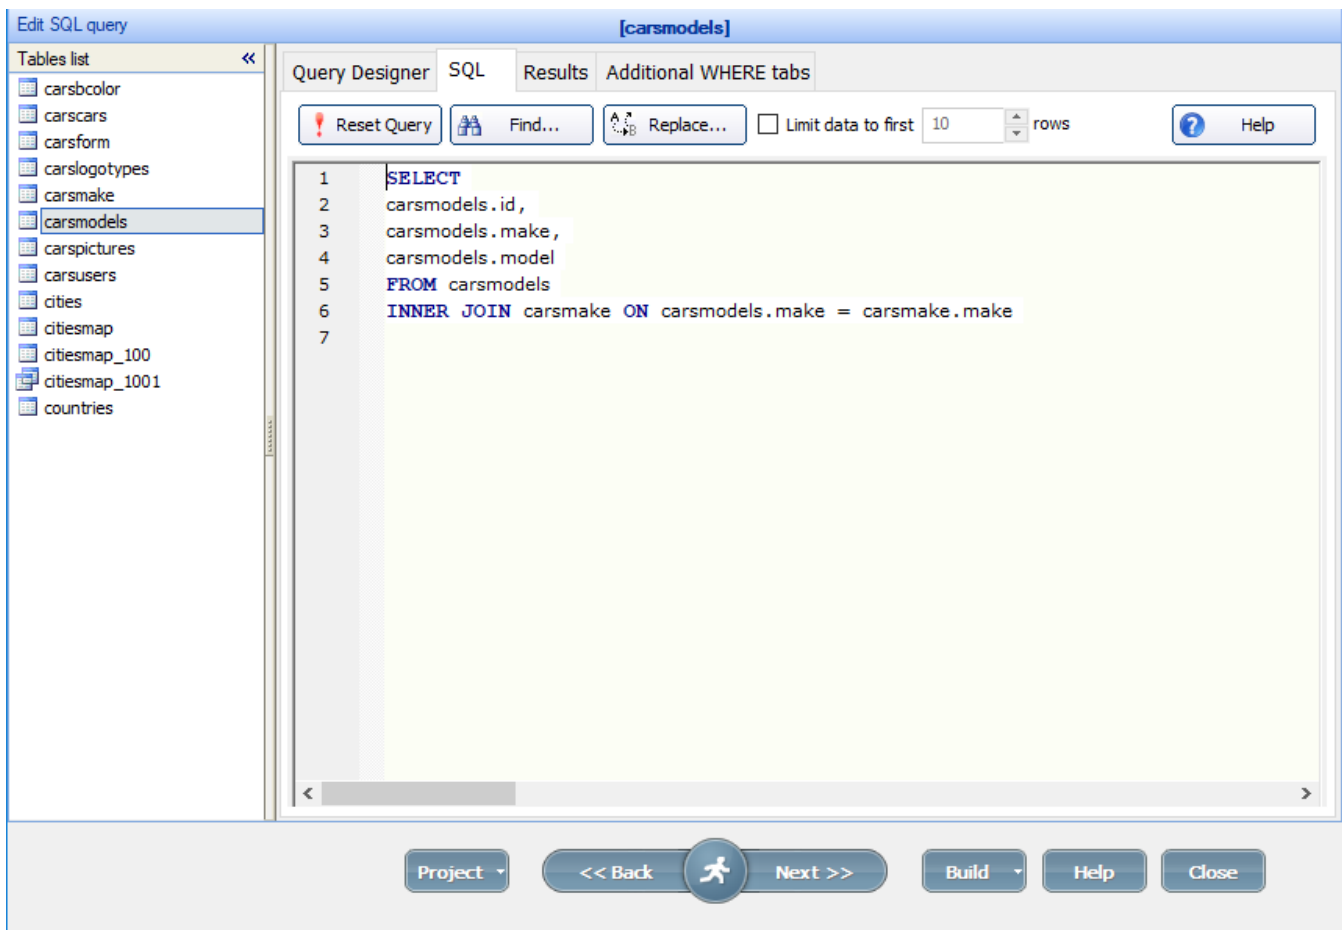 Edit SQL query
[carsmodels]
Tables list
«
carsbcolor
carscars
carsform
carslogotypes
carsmake
carsmodels
carspictures
carsusers
cities
citiesmap
citiesmap_100
citiesmap_1001
countries
Query Designer SQL Results Additional WHERE tabs
Reset Query Find... Replace... Limit data to first 10 rows Help
1 SELECT
2 carsmodels.id,
3 carsmodels.make,
4 carsmodels.model
5 FROM carsmodels
6 INNER JOIN carsmake ON carsmodels.make = carsmake.make
7
Project << Back Next >> Build Help Close